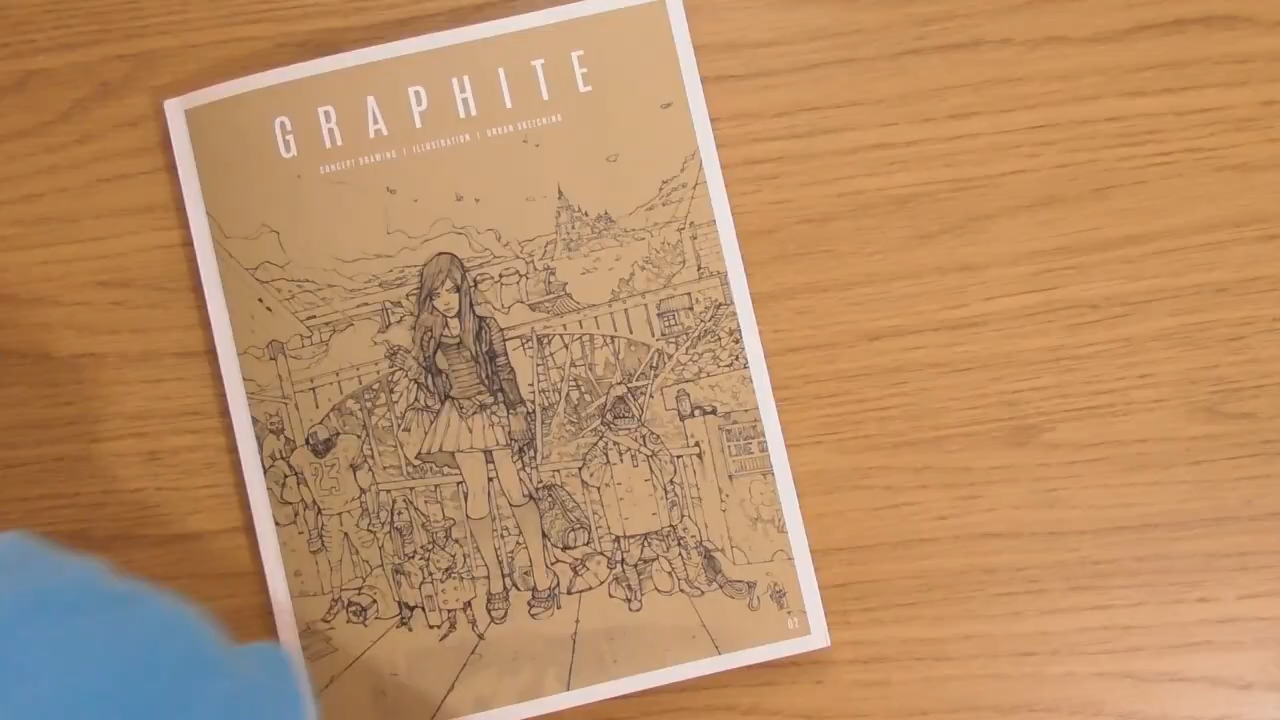 GRAPHITE
CONCEPT DRAWING | ILLUSTRATION | URBAN SKETCHING
23
02